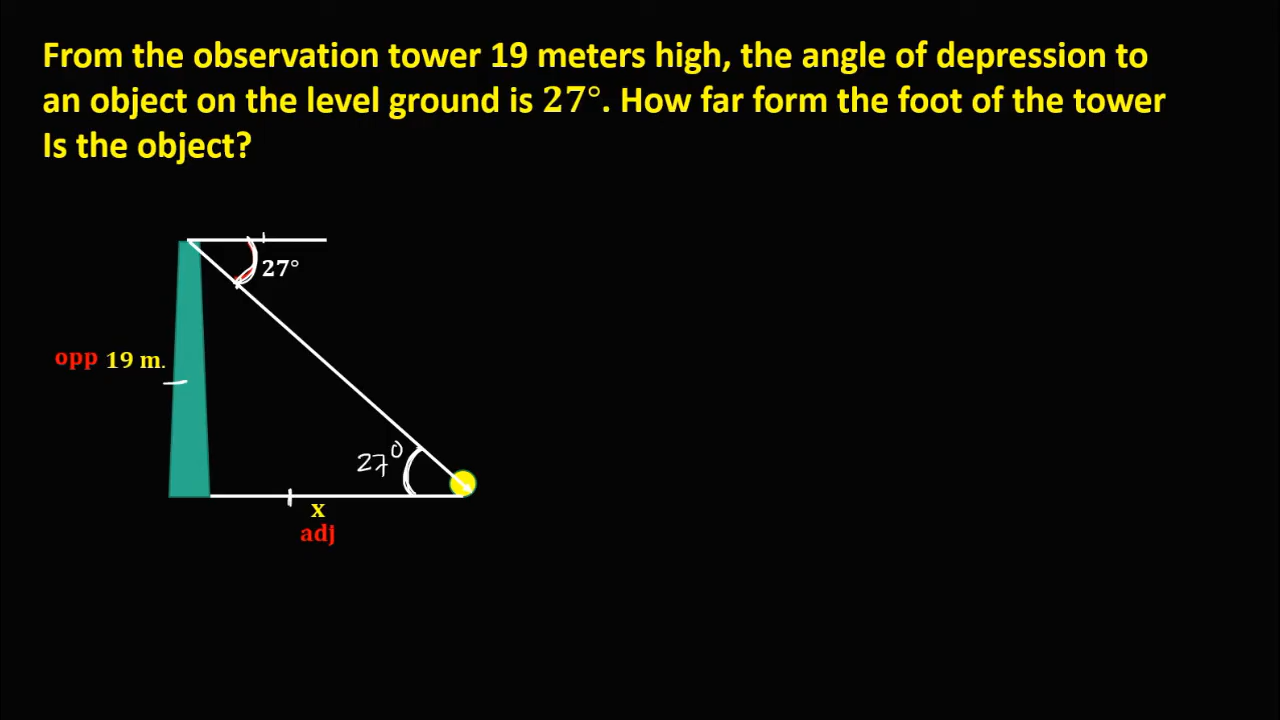 From the observation tower 19 meters high, the angle of depression to
an object on the level ground is 27°. How far form the foot of the tower
Is the object?
27°
opp 19 m.
27⁰
x
adj